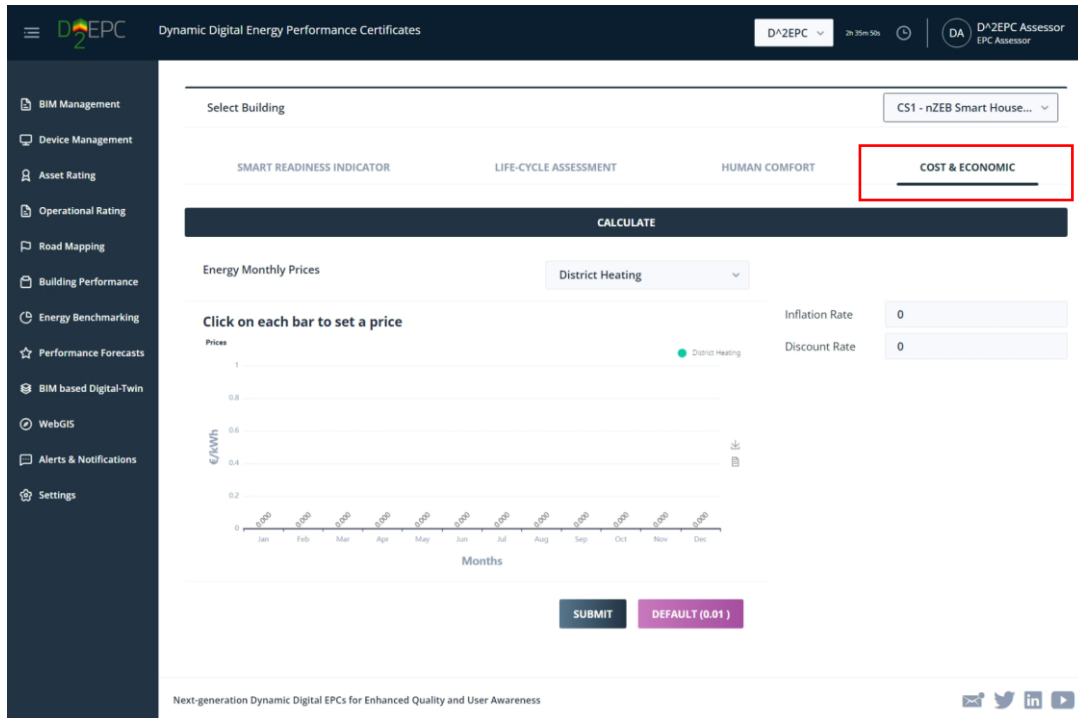 D2EPC
Dynamic Digital Energy Performance Certificates
D^2EPC
2h 35m 50s
DA
D^2EPC Assessor
EPC Assessor
BIM Management
Device Management
Asset Rating
Operational Rating
Road Mapping
Building Performance
Energy Benchmarking
Performance Forecasts
BIM based Digital-Twin
WebGIS
Alerts & Notifications
Settings
Select Building
CS1 - nZEB Smart House...
SMART READINESS INDICATOR
LIFE-CYCLE ASSESSMENT
HUMAN COMFORT
COST & ECONOMIC
CALCULATE
Energy Monthly Prices
District Heating
Click on each bar to set a price
Prices
District Heating
1
0.8
0.6
0.4
0.2
0
€/kWh
0.000 0.000 0.000 0.000 0.000 0.000 0.000 0.000 0.000 0.000 0.000 0.000
Jan Feb Mar Apr May Jun Jul Aug Sep Oct Nov Dec
Months
Inflation Rate
0
Discount Rate
0
SUBMIT
DEFAULT (0.01 )
Next-generation Dynamic Digital EPCs for Enhanced Quality and User Awareness
in